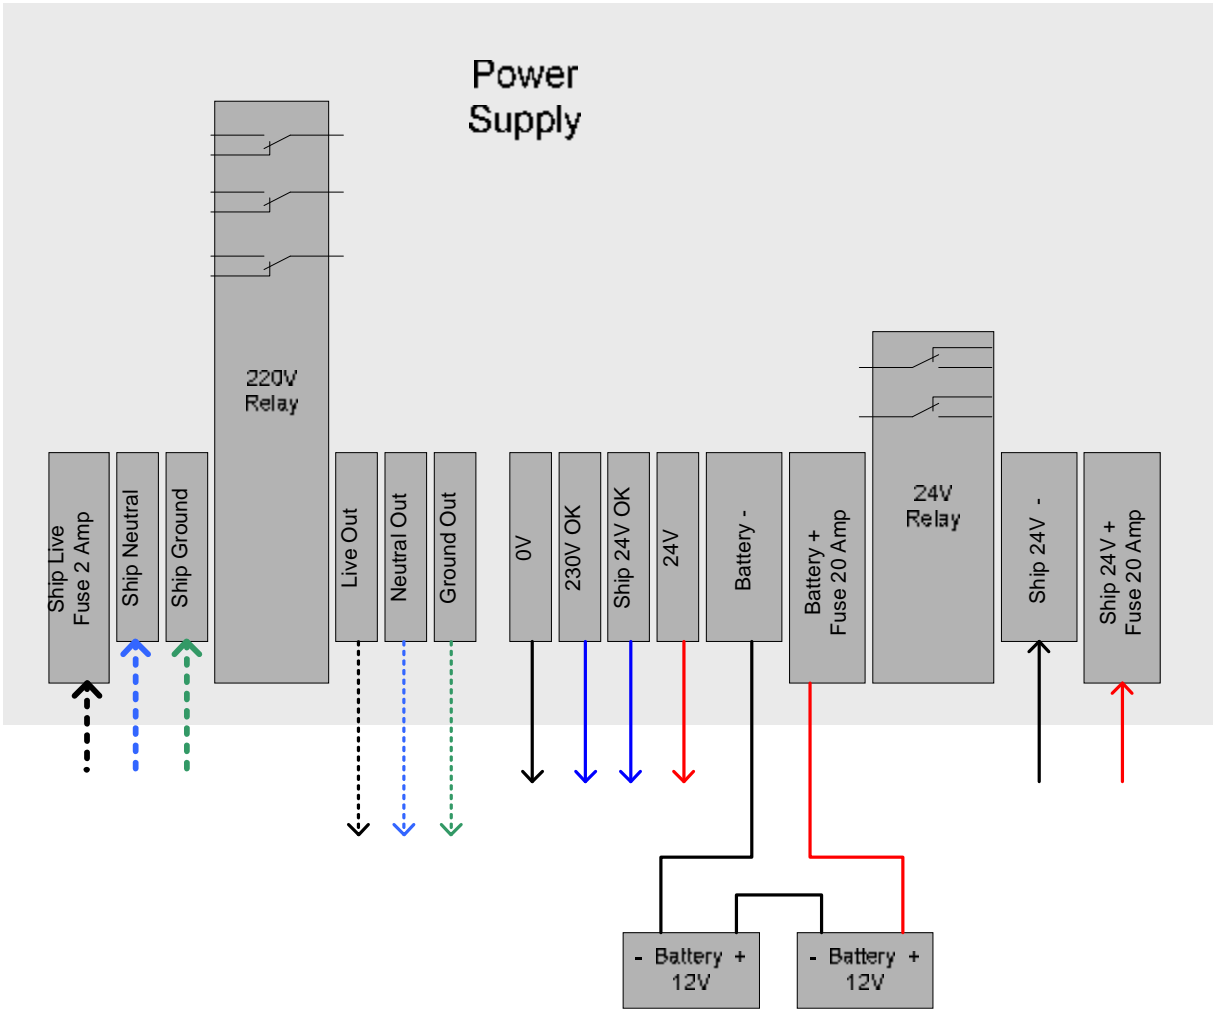 Power
Supply
220V
Relay
24V
Relay
Ship Live
Fuse 2 Amp
Ship Neutral
Ship Ground
Live Out
Neutral Out
Ground Out
0V
230V OK
Ship 24V OK
24V
Battery -
Battery +
Fuse 20 Amp
Ship 24V -
Ship 24V +
Fuse 20 Amp
- Battery +
12V
- Battery +
12V